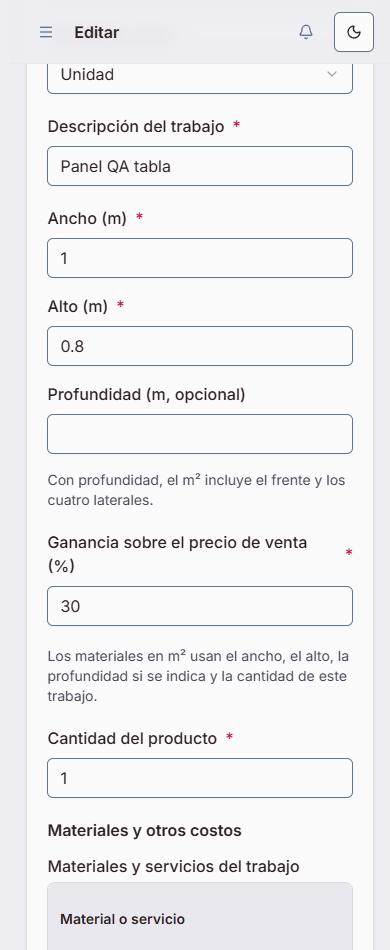 Editar
Unidad
Descripción del trabajo *
Panel QA tabla
Ancho (m) *
1
Alto (m) *
0.8
Profundidad (m, opcional)
Con profundidad, el m² incluye el frente y los
cuatro laterales.
Ganancia sobre el precio de venta
(%) *
30
Los materiales en m² usan el ancho, el alto, la
profundidad si se indica y la cantidad de este
trabajo.
Cantidad del producto *
1
Materiales y otros costos
Materiales y servicios del trabajo
Material o servicio